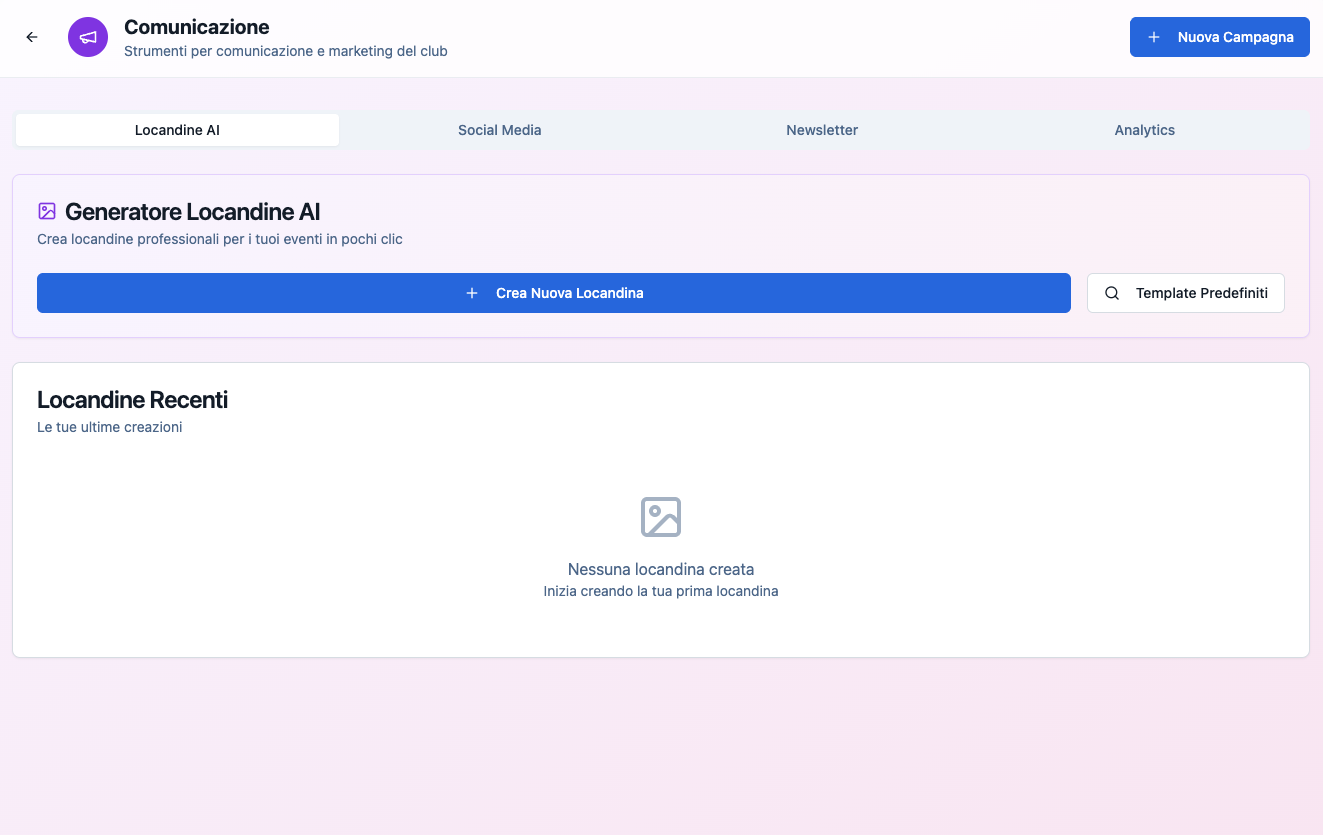 Comunicazione
Strumenti per comunicazione e marketing del club
Nuova Campagna
Locandine AI
Social Media
Newsletter
Analytics
Generatore Locandine AI
Crea locandine professionali per i tuoi eventi in pochi clic
Crea Nuova Locandina
Template Predefiniti
Locandine Recenti
Le tue ultime creazioni
Nessuna locandina creata
Inizia creando la tua prima locandina